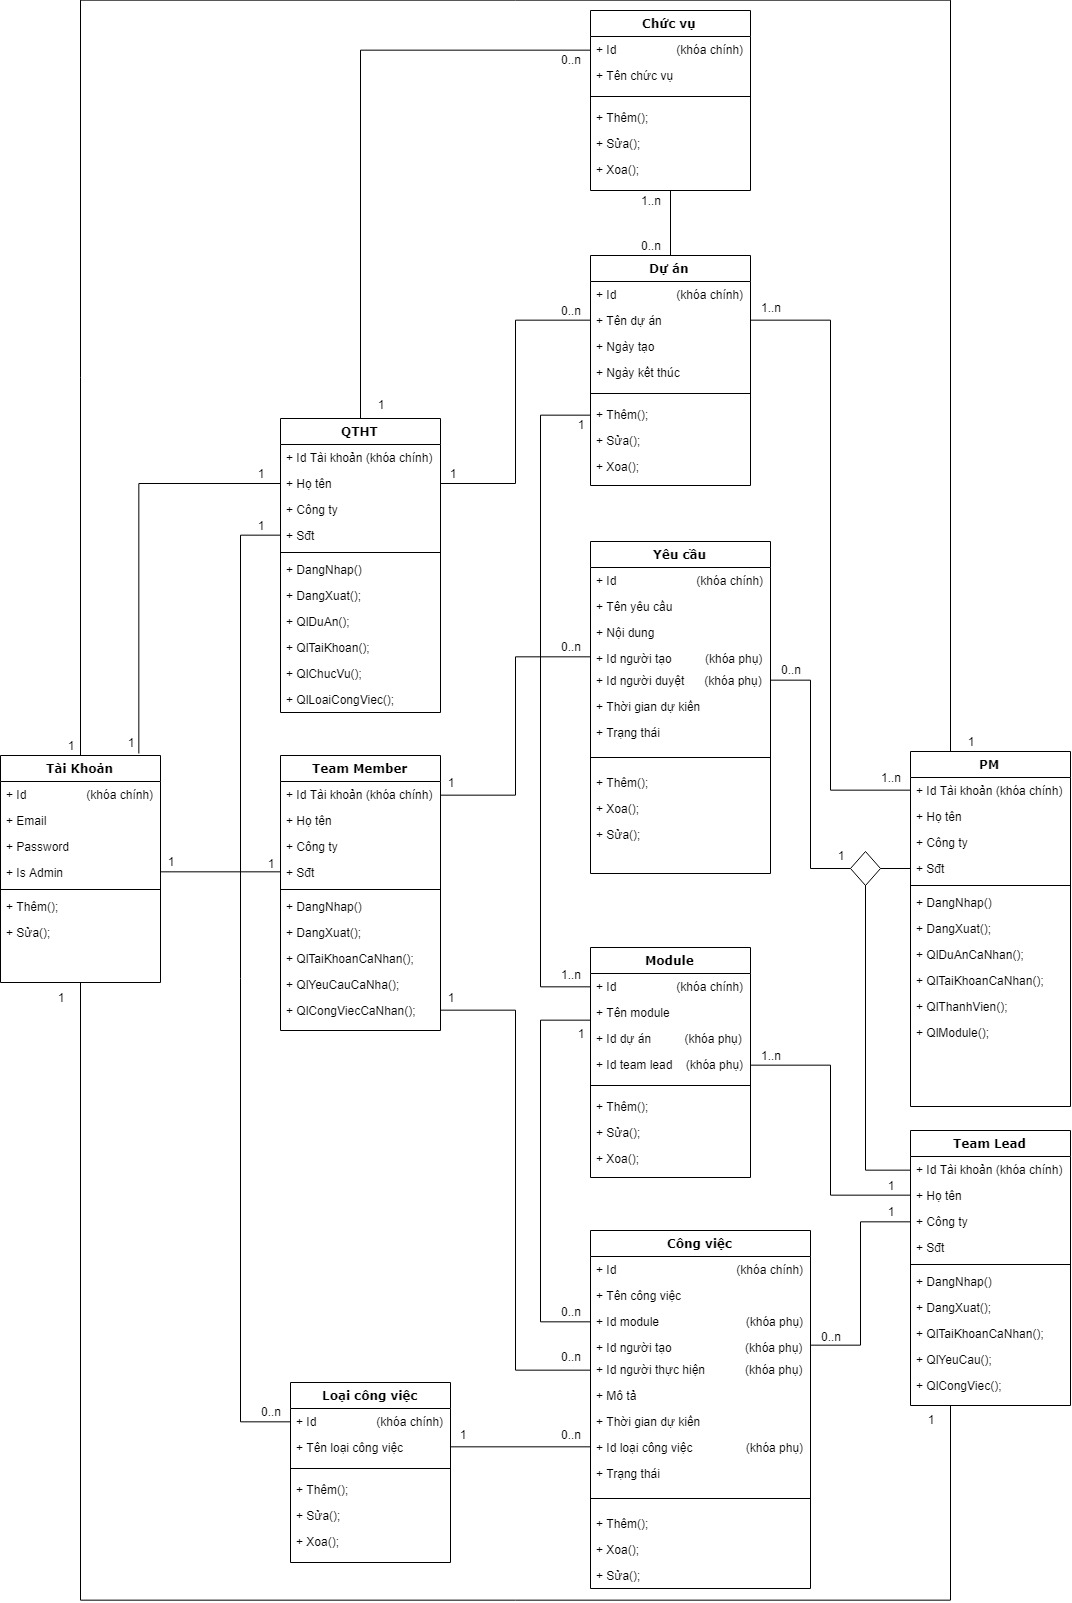 Chức vụ
+ Id (khóa chính)
+ Tên chức vụ
+ Thêm();
+ Sửa();
+ Xoa();
0..n
1..n
0..n
Dự án
+ Id (khóa chính)
+ Tên dự án
+ Ngày tạo
+ Ngày kết thúc
+ Thêm();
+ Sửa();
+ Xoa();
0..n
1..n
1
1
QTHT
+ Id Tài khoản (khóa chính)
+ Họ tên
+ Công ty
+ Sđt
+ DangNhap()
+ DangXuat();
+ QlDuAn();
+ QlTaiKhoan();
+ QlChucVu();
+ QlLoaiCongViec();
1
1
1
Yêu cầu
+ Id (khóa chính)
+ Tên yêu cầu
+ Nội dung
+ Id người tạo (khóa phụ)
+ Id người duyệt (khóa phụ)
+ Thời gian dự kiến
+ Trạng thái
+ Thêm();
+ Xoa();
+ Sửa();
0..n
0..n
1
1
Tài Khoản
+ Id (khóa chính)
+ Email
+ Password
+ Is Admin
+ Thêm();
+ Sửa();
1
1
Team Member
+ Id Tài khoản (khóa chính)
+ Họ tên
+ Công ty
+ Sđt
+ DangNhap()
+ DangXuat();
+ QlTaiKhoanCaNhan();
+ QlYeuCauCaNha();
+ QlCongViecCaNhan();
1
1
1
1
1..n
1
PM
+ Id Tài khoản (khóa chính)
+ Họ tên
+ Công ty
+ Sđt
+ DangNhap()
+ DangXuat();
+ QlDuAnCaNhan();
+ QlTaiKhoanCaNhan();
+ QlThanhVien();
+ QlModule();
Module
+ Id (khóa chính)
+ Tên module
+ Id dự án (khóa phụ)
+ Id team lead (khóa phụ)
+ Thêm();
+ Sửa();
+ Xoa();
1..n
1
1..n
Team Lead
+ Id Tài khoản (khóa chính)
+ Họ tên
+ Công ty
+ Sđt
+ DangNhap()
+ DangXuat();
+ QlTaiKhoanCaNhan();
+ QlYeuCau();
+ QlCongViec();
1
1
1
Công việc
+ Id (khóa chính)
+ Tên công việc
+ Id module (khóa phụ)
+ Id người tạo (khóa phụ)
+ Id người thực hiện (khóa phụ)
+ Mô tả
+ Thời gian dự kiến
+ Id loại công việc (khóa phụ)
+ Trạng thái
+ Thêm();
+ Xoa();
+ Sửa();
0..n
0..n
0..n
0..n
Loại công việc
+ Id (khóa chính)
+ Tên loại công việc
+ Thêm();
+ Sửa();
+ Xoa();
0..n
1